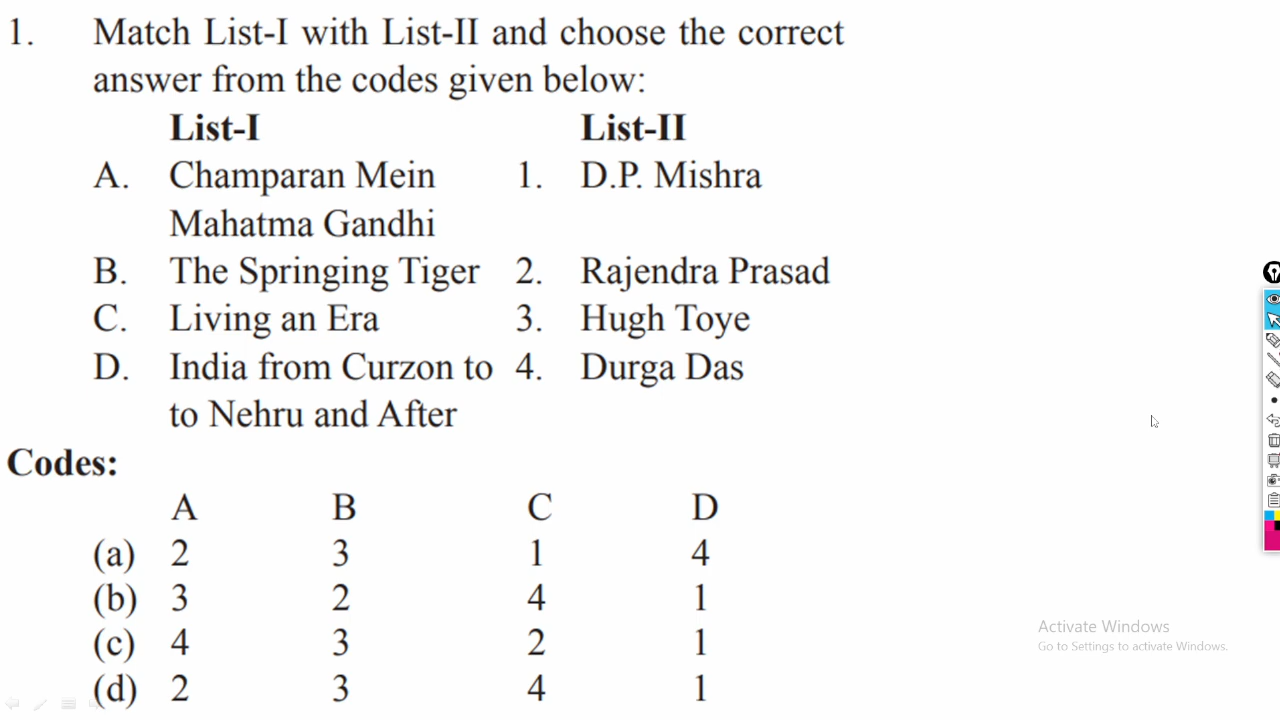 1. Match List-I with List-II and choose the correct
answer from the codes given below:
List-I List-II
A. Champaran Mein 1. D.P. Mishra
Mahatma Gandhi
B. The Springing Tiger 2. Rajendra Prasad
C. Living an Era 3. Hugh Toye
D. India from Curzon to 4. Durga Das
to Nehru and After
Codes:
A B C D
(a) 2 3 1 4
(b) 3 2 4 1
(c) 4 3 2 1
(d) 2 3 4 1
Activate Windows
Go to Settings to activate Windows.